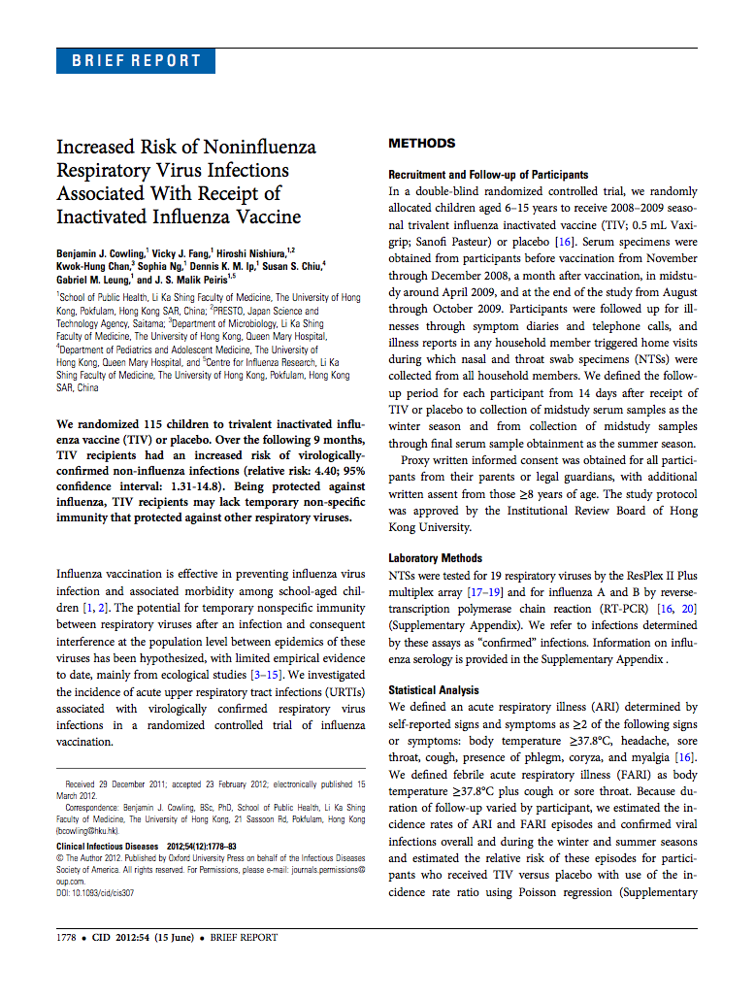 BRIEF REPORT
Increased Risk of Noninfluenza
Respiratory Virus Infections
Associated With Receipt of
Inactivated Influenza Vaccine
Benjamin J. Cowling,1 Vicky J. Fang,1 Hiroshi Nishiura,1,2
Kwok-Hung Chan,3 Sophia Ng,1 Dennis K. M. Ip,1 Susan S. Chiu,4
Gabriel M. Leung,1 and J. S. Malik Peiris1,5
1School of Public Health, Li Ka Shing Faculty of Medicine, The University of Hong
Kong, Pokfulam, Hong Kong SAR, China; 2PRESTO, Japan Science and
Technology Agency, Saitama; 3Department of Microbiology, Li Ka Shing
Faculty of Medicine, The University of Hong Kong, Queen Mary Hospital,
4Department of Pediatrics and Adolescent Medicine, The University of
Hong Kong, Queen Mary Hospital, and 5Centre for Influenza Research, Li Ka
Shing Faculty of Medicine, The University of Hong Kong, Pokfulam, Hong Kong
SAR, China
We randomized 115 children to trivalent inactivated influ-
enza vaccine (TIV) or placebo. Over the following 9 months,
TIV recipients had an increased risk of virologically-
confirmed non-influenza infections (relative risk: 4.40; 95%
confidence interval: 1.31-14.8). Being protected against
influenza, TIV recipients may lack temporary non-specific
immunity that protected against other respiratory viruses.
Influenza vaccination is effective in preventing influenza virus
infection and associated morbidity among school-aged chil-
dren [1, 2]. The potential for temporary nonspecific immunity
between respiratory viruses after an infection and consequent
interference at the population level between epidemics of these
viruses has been hypothesized, with limited empirical evidence
to date, mainly from ecological studies [3–15]. We investigated
the incidence of acute upper respiratory tract infections (URTIs)
associated with virologically confirmed respiratory virus
infections in a randomized controlled trial of influenza
vaccination.
Received 29 December 2011; accepted 23 February 2012; electronically published 15
March 2012.
Correspondence: Benjamin J. Cowling, BSc, PhD, School of Public Health, Li Ka Shing
Faculty of Medicine, The University of Hong Kong, 21 Sassoon Rd, Pokfulam, Hong Kong
(bcowling@hku.hk).
Clinical Infectious Diseases 2012;54(12):1778–83
© The Author 2012. Published by Oxford University Press on behalf of the Infectious Diseases
Society of America. All rights reserved. For Permissions, please e-mail: journals.permissions@
oup.com.
DOI: 10.1093/cid/cis307
METHODS
Recruitment and Follow-up of Participants
In a double-blind randomized controlled trial, we randomly
allocated children aged 6–15 years to receive 2008–2009 seaso-
nal trivalent influenza inactivated vaccine (TIV; 0.5 mL Vaxi-
grip; Sanofi Pasteur) or placebo [16]. Serum specimens were
obtained from participants before vaccination from November
through December 2008, a month after vaccination, in midstu-
dy around April 2009, and at the end of the study from August
through October 2009. Participants were followed up for ill-
nesses through symptom diaries and telephone calls, and
illness reports in any household member triggered home visits
during which nasal and throat swab specimens (NTSs) were
collected from all household members. We defined the follow-
up period for each participant from 14 days after receipt of
TIV or placebo to collection of midstudy serum samples as the
winter season and from collection of midstudy samples
through final serum sample obtainment as the summer season.
Proxy written informed consent was obtained for all partici-
pants from their parents or legal guardians, with additional
written assent from those ≥8 years of age. The study protocol
was approved by the Institutional Review Board of Hong
Kong University.
Laboratory Methods
NTSs were tested for 19 respiratory viruses by the ResPlex II Plus
multiplex array [17–19] and for influenza A and B by reverse-
transcription polymerase chain reaction (RT-PCR) [16, 20]
(Supplementary Appendix). We refer to infections determined
by these assays as “confirmed” infections. Information on influ-
enza serology is provided in the Supplementary Appendix .
Statistical Analysis
We defined an acute respiratory illness (ARI) determined by
self-reported signs and symptoms as ≥2 of the following signs
or symptoms: body temperature ≥37.8°C, headache, sore
throat, cough, presence of phlegm, coryza, and myalgia [16].
We defined febrile acute respiratory illness (FARI) as body
temperature ≥37.8°C plus cough or sore throat. Because du-
ration of follow-up varied by participant, we estimated the in-
cidence rates of ARI and FARI episodes and confirmed viral
infections overall and during the winter and summer seasons
and estimated the relative risk of these episodes for partici-
pants who received TIV versus placebo with use of the in-
cidence rate ratio using Poisson regression (Supplementary
1778 • CID 2012:54 (15 June) • BRIEF REPORT